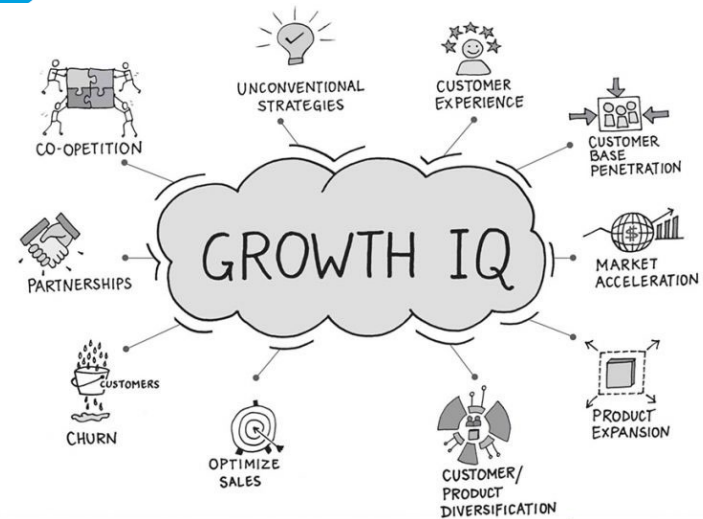 UNCONVENTIONAL
STRATEGIES
CUSTOMER
EXPERIENCE
CO-OPETITION
CUSTOMER
BASE
PENETRATION
GROWTH IQ
$
PARTNERSHIPS
MARKET
ACCELERATION
CUSTOMERS
CHURN
OPTIMIZE
SALES
CUSTOMER/
PRODUCT
DIVERSIFICATION
PRODUCT
EXPANSION